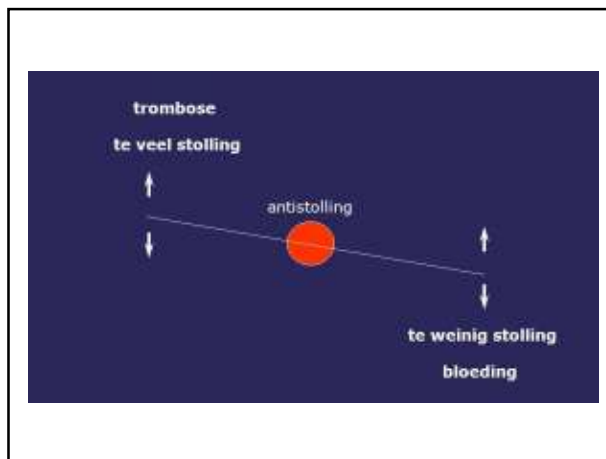 trombose
te veel stolling
antistolling
te weinig stolling
bloeding